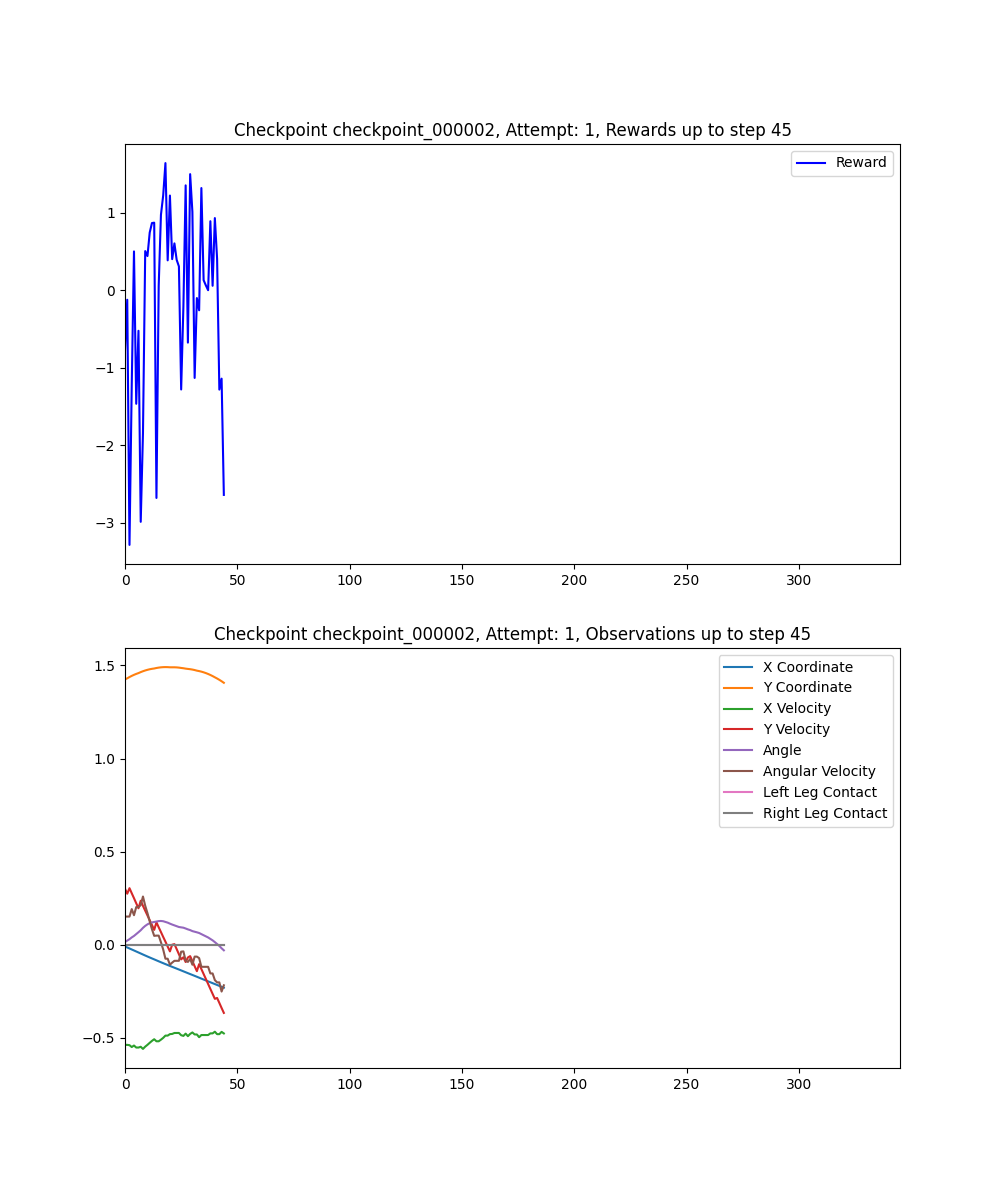 Checkpoint checkpoint_000002, Attempt: 1, Rewards up to step 45
Reward
1
0
−1
−2
−3
0 50 100 150 200 250 300
Checkpoint checkpoint_000002, Attempt: 1, Observations up to step 45
X Coordinate
Y Coordinate
X Velocity
Y Velocity
Angle
Angular Velocity
Left Leg Contact
Right Leg Contact
1.5
1.0
0.5
0.0
−0.5
0 50 100 150 200 250 300